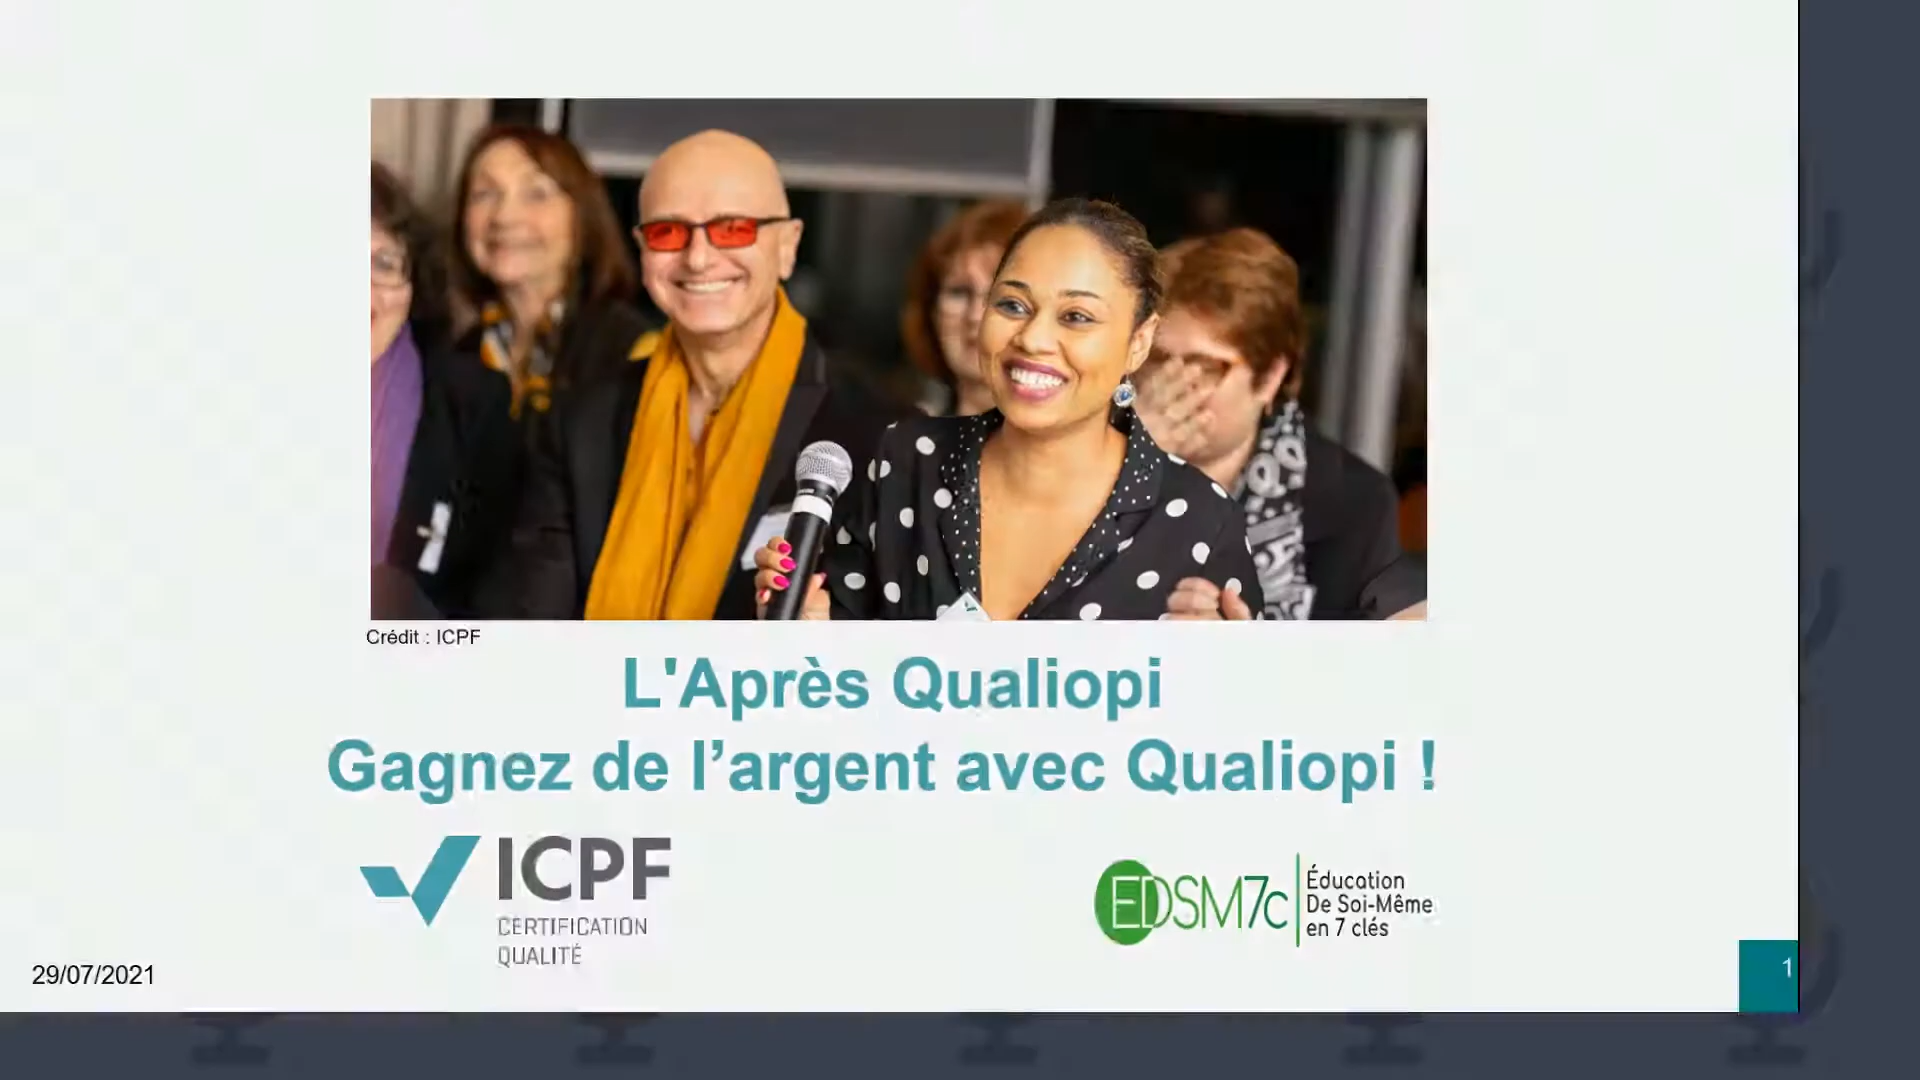 Crédit : ICPF
L'Après Qualiopi
Gagnez de l’argent avec Qualiopi !
ICPF
CERTIFICATION
QUALITÉ
EDSM7c
Éducation
De Soi-Même
en 7 clés
29/07/2021
1